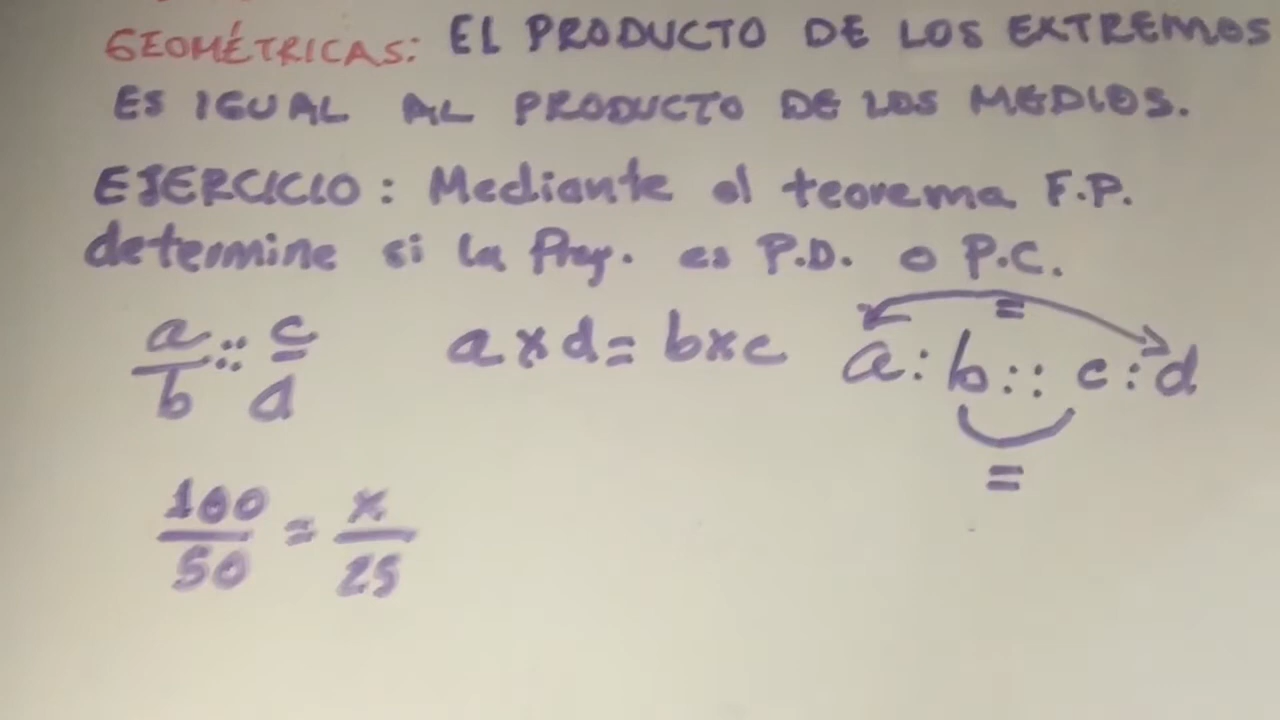 GEOMÉTRICAS: EL PRODUCTO DE LOS EXTREMOS
ES IGUAL AL PRODUCTO DE LOS MEDIOS.
EJERCICIO: Mediante el teorema F.P.
determine si la Prop. es P.D. o P.C.
a/b :: c/d a x d = b x c a : b :: c : d
=
=
100/50 = x/25